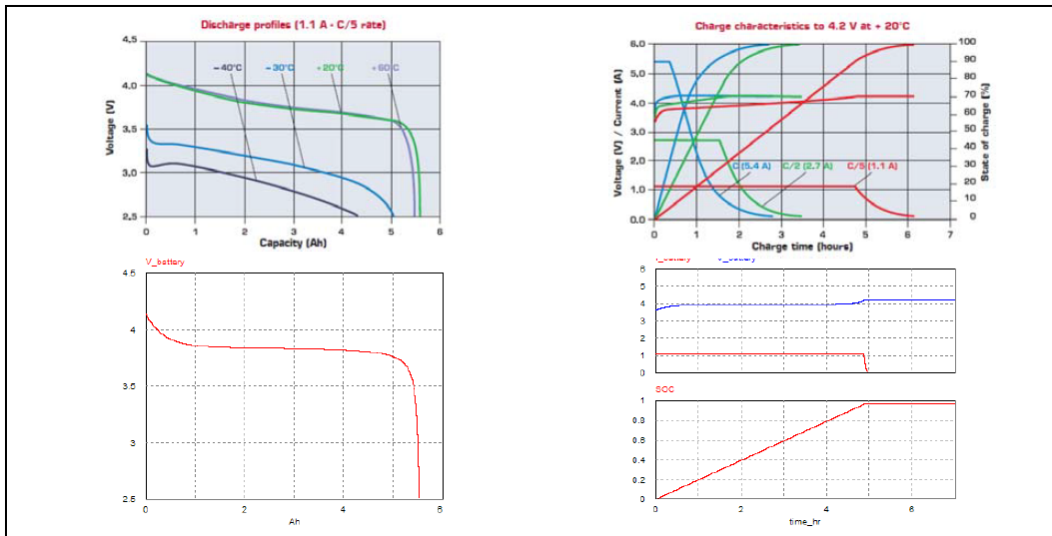 Discharge profiles (1.1 A - C/5 rate)
4.5
4.0
3.5
3.0
2.5
Voltage (V)
−40°C
−30°C
+20°C
+60°C
0 1 2 3 4 5 6
Capacity (Ah)
Charge characteristics to 4.2 V at + 20°C
6.0
5.0
4.0
3.0
2.0
1.0
0.0
Voltage (V) / Current (A)
100
90
80
70
60
50
40
30
20
10
0
State of charge (%)
C (5.4 A)
C/2 (2.7 A)
C/5 (1.1 A)
0 1 2 3 4 5 6 7
Charge time (hours)
V_battery
4.5
4
3.5
3
2.5
0 2 4 6
Ah
6
5
4
3
2
1
0
SOC
1
0.8
0.6
0.4
0.2
0
0 2 4 6
time_hr